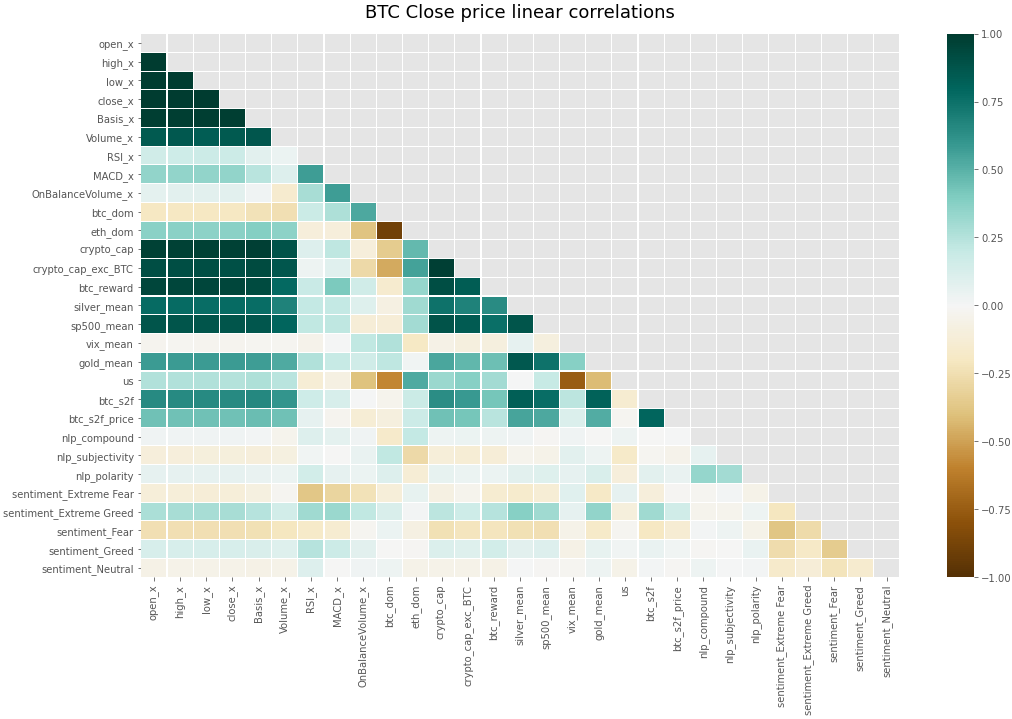 BTC Close price linear correlations
open_x
high_x
low_x
close_x
Basis_x
Volume_x
RSI_x
MACD_x
OnBalanceVolume_x
btc_dom
eth_dom
crypto_cap
crypto_cap_exc_BTC
btc_reward
silver_mean
sp500_mean
vix_mean
gold_mean
us
btc_s2f
btc_s2f_price
nlp_compound
nlp_subjectivity
nlp_polarity
sentiment_Extreme Fear
sentiment_Extreme Greed
sentiment_Fear
sentiment_Greed
sentiment_Neutral
open_x
high_x
low_x
close_x
Basis_x
Volume_x
RSI_x
MACD_x
OnBalanceVolume_x
btc_dom
eth_dom
crypto_cap
crypto_cap_exc_BTC
btc_reward
silver_mean
sp500_mean
vix_mean
gold_mean
us
btc_s2f
btc_s2f_price
nlp_compound
nlp_subjectivity
nlp_polarity
sentiment_Extreme Fear
sentiment_Extreme Greed
sentiment_Fear
sentiment_Greed
sentiment_Neutral
1.00
0.75
0.50
0.25
0.00
−0.25
−0.50
−0.75
−1.00